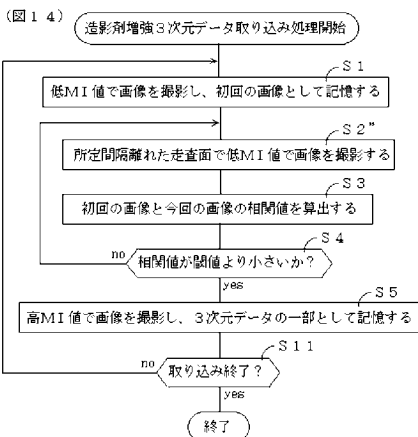 (図14)
造影剤増強3次元データ取り込み処理開始
S1
低MI値で画像を撮影し、初回の画像として記憶する
S2"
所定間隔離れた走査面で低MI値で画像を撮影する
S3
初回の画像と今回の画像の相関値を算出する
S4
no
相関値が閾値より小さいか?
yes
S5
高MI値で画像を撮影し、3次元データの一部として記憶する
S11
no
取り込み終了?
yes
終了